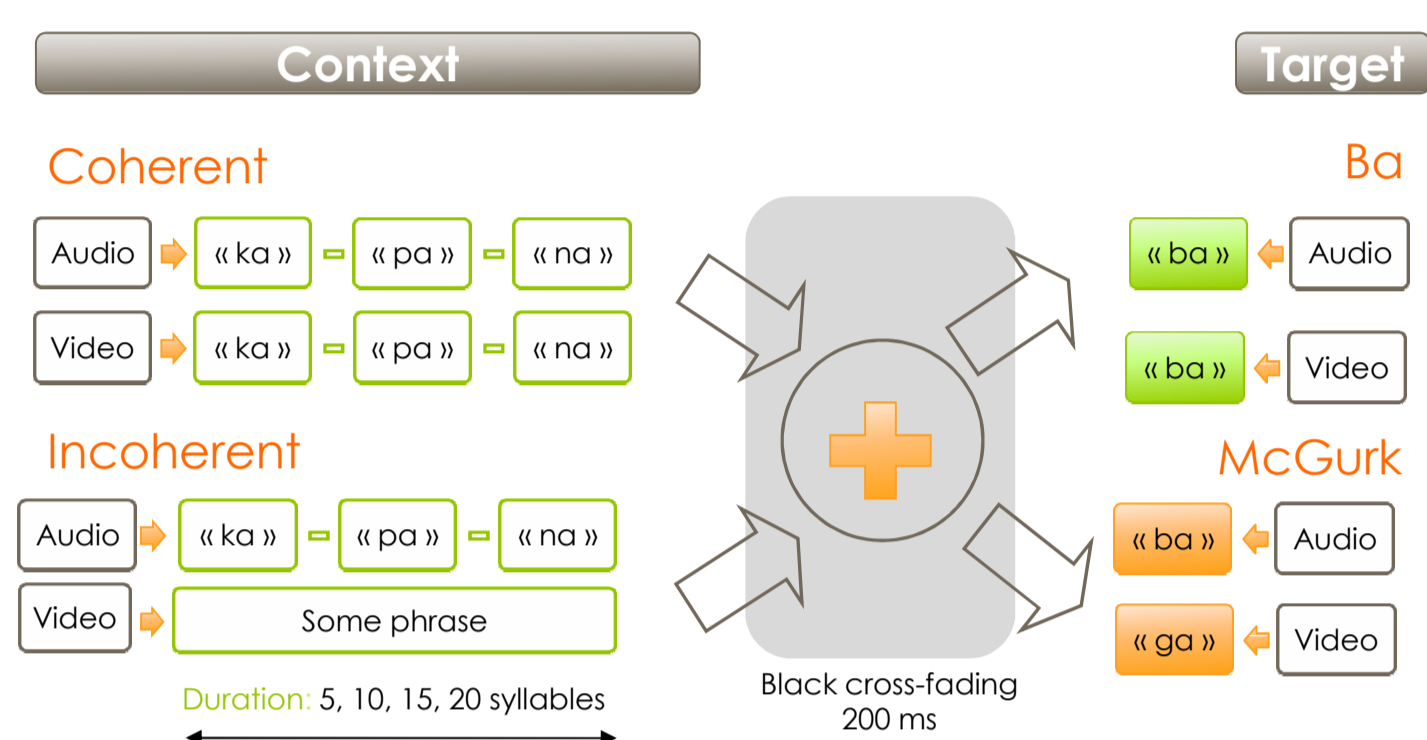 Context
Target
Coherent
Ba
Audio « ka » « pa » « na »
« ba » Audio
Video « ka » « pa » « na »
« ba » Video
Incoherent
McGurk
Audio « ka » « pa » « na »
« ba » Audio
Video Some phrase
« ga » Video
Duration: 5, 10, 15, 20 syllables
Black cross-fading
200 ms